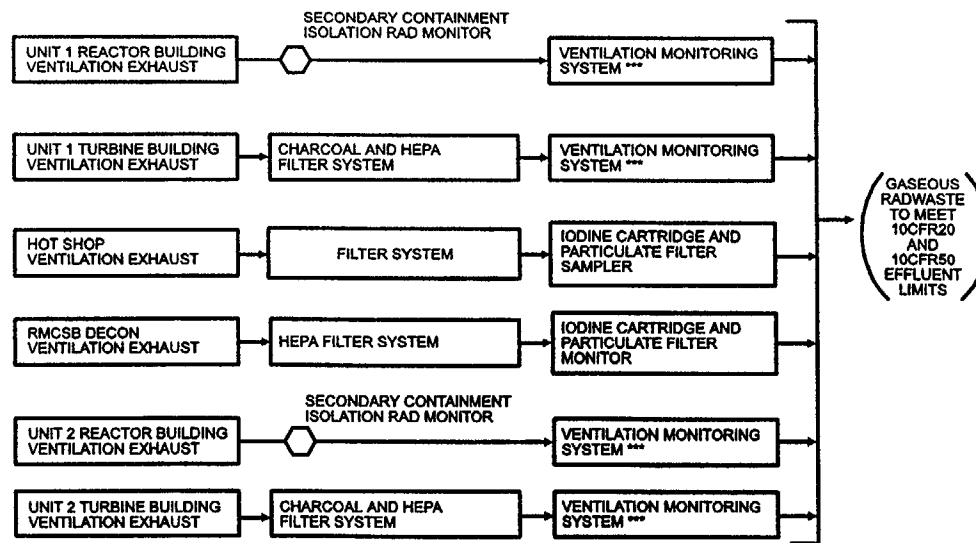 SECONDARY CONTAINMENT
ISOLATION RAD MONITOR
UNIT 1 REACTOR BUILDING
VENTILATION EXHAUST
VENTILATION MONITORING
SYSTEM ***
UNIT 1 TURBINE BUILDING
VENTILATION EXHAUST
CHARCOAL AND HEPA
FILTER SYSTEM
VENTILATION MONITORING
SYSTEM ***
HOT SHOP
VENTILATION EXHAUST
FILTER SYSTEM
IODINE CARTRIDGE AND
PARTICULATE FILTER
SAMPLER
RMCSB DECON
VENTILATION EXHAUST
HEPA FILTER SYSTEM
IODINE CARTRIDGE AND
PARTICULATE FILTER
MONITOR
SECONDARY CONTAINMENT
ISOLATION RAD MONITOR
UNIT 2 REACTOR BUILDING
VENTILATION EXHAUST
VENTILATION MONITORING
SYSTEM ***
UNIT 2 TURBINE BUILDING
VENTILATION EXHAUST
CHARCOAL AND HEPA
FILTER SYSTEM
VENTILATION MONITORING
SYSTEM ***
GASEOUS
RADWASTE
TO MEET
10CFR20
AND
10CFR50
EFFLUENT
LIMITS